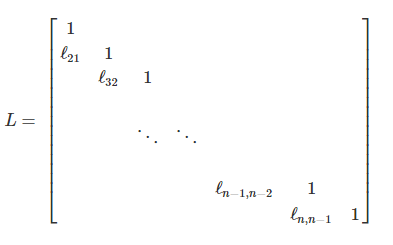 1
ℓ21 1
ℓ32 1
L =
⋱ ⋱
ℓn−1,n−2 1
ℓn,n−1 1